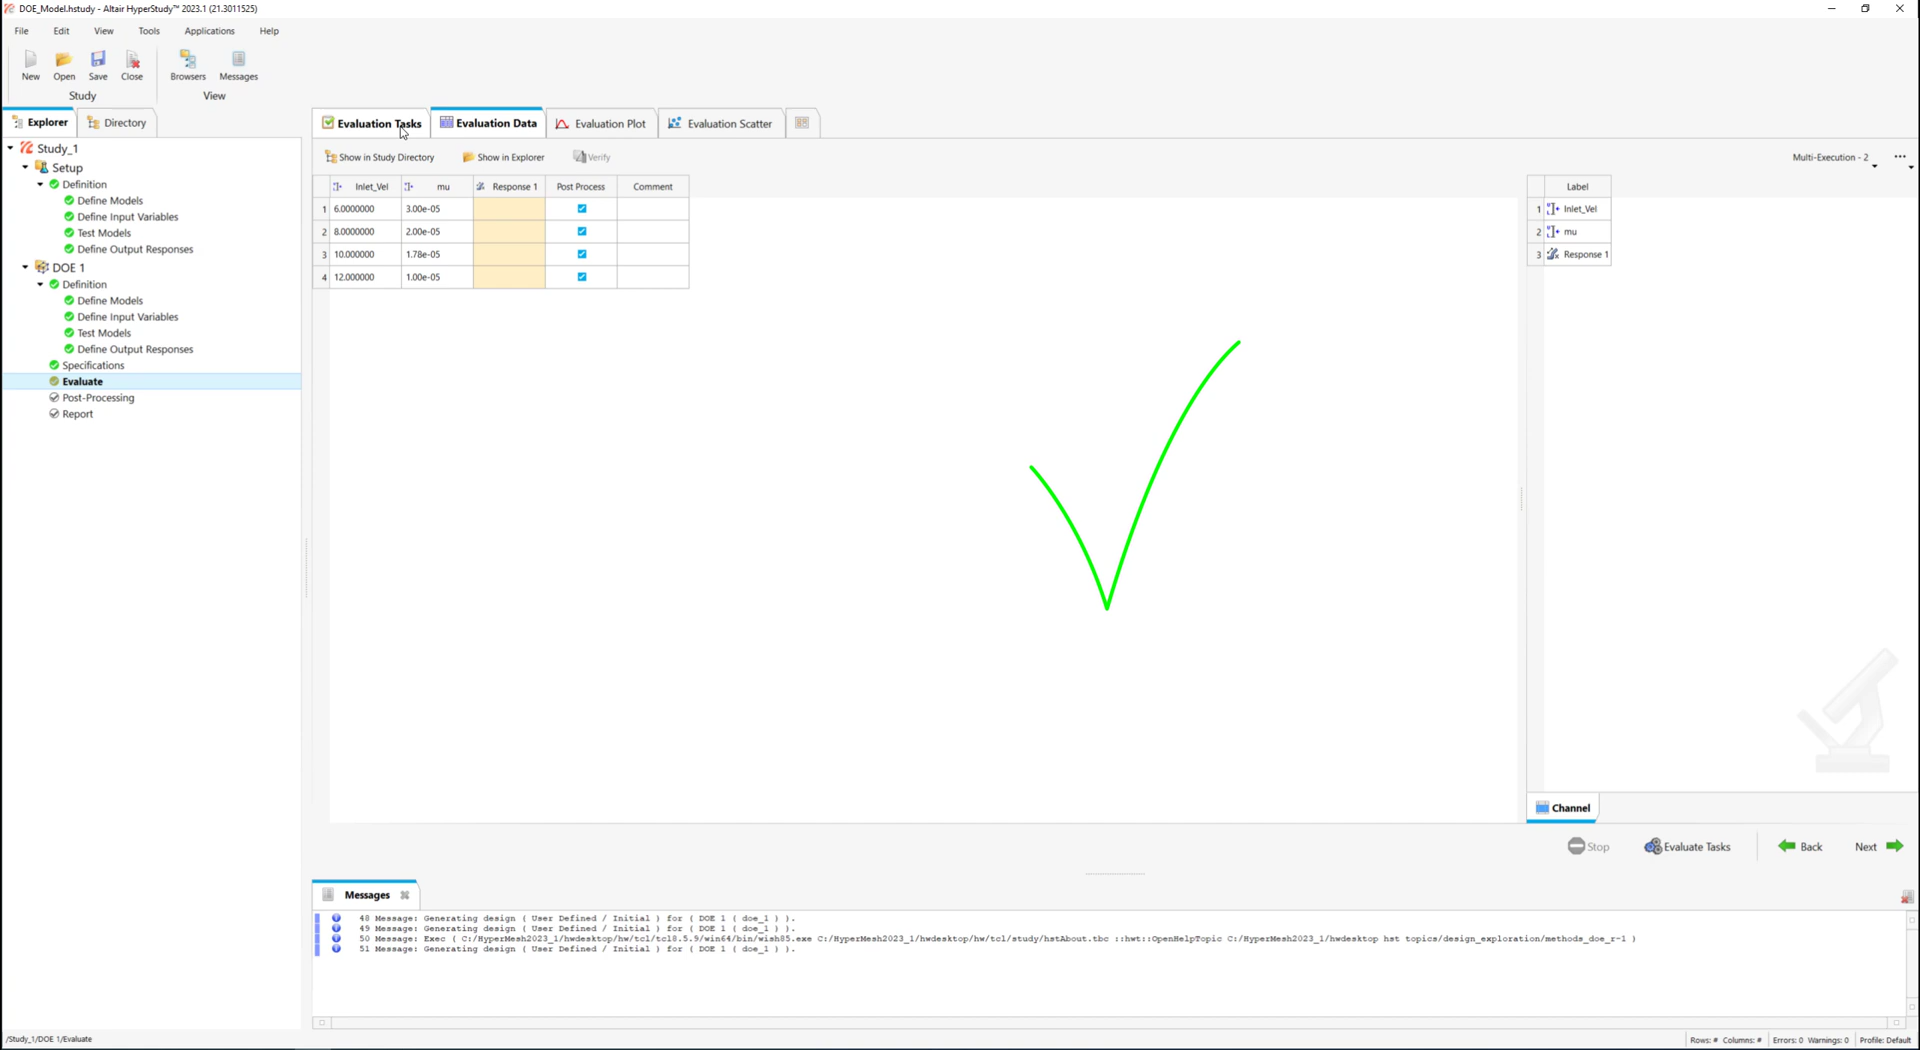 DOE_Model.hstudy - Altair HyperStudy™ 2023.1 (21.3011525)
File Edit View Tools Applications Help
New Open Save Close Browsers Messages
Study View
Explorer Directory
Evaluation Tasks Evaluation Data Evaluation Plot Evaluation Scatter
Study_1
Setup
Definition
Define Models
Define Input Variables
Test Models
Define Output Responses
DOE 1
Definition
Define Models
Define Input Variables
Test Models
Define Output Responses
Specifications
Evaluate
Post-Processing
Report
Show in Study Directory Show in Explorer Verify
Multi-Execution - 2 ...
Inlet_Vel mu Response 1 Post Process Comment
1 6.0000000 3.00e-05
2 8.0000000 2.00e-05
3 10.000000 1.78e-05
4 12.000000 1.00e-05
Label
1 Inlet_Vel
2 mu
3 Response 1
Channel
Stop Evaluate Tasks Back Next
Messages
48 Message: Generating design ( User Defined / Initial ) for ( DOE 1 ( doe_1 ) ).
49 Message: Generating design ( User Defined / Initial ) for ( DOE 1 ( doe_1 ) ).
50 Message: Exec ( C:/HyperMesh2023_1/hwdesktop/hw/tcl/tcl8.5.9/win64/bin/wish85.exe C:/HyperMesh2023_1/hwdesktop/hw/tcl/study/hstAbout.tbc ::hwt::OpenHelpTopic C:/HyperMesh2023_1/hwdesktop hst topics/design_exploration/methods_doe_r-1 )
51 Message: Generating design ( User Defined / Initial ) for ( DOE 1 ( doe_1 ) ).
/Study_1/DOE 1/Evaluate
Rows: # Columns: # Errors: 0 Warnings: 0 Profile: Default